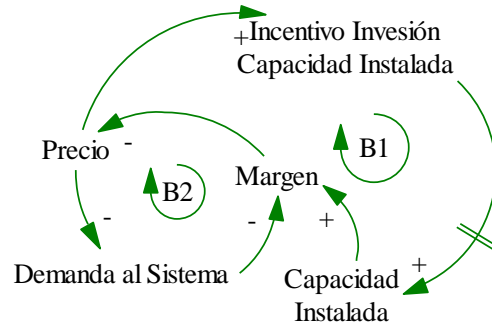 +Incentivo Invesión
Capacidad Instalada
Precio
-
B1
B2
Margen
-
-
+
+
Demanda al Sistema
Capacidad
Instalada